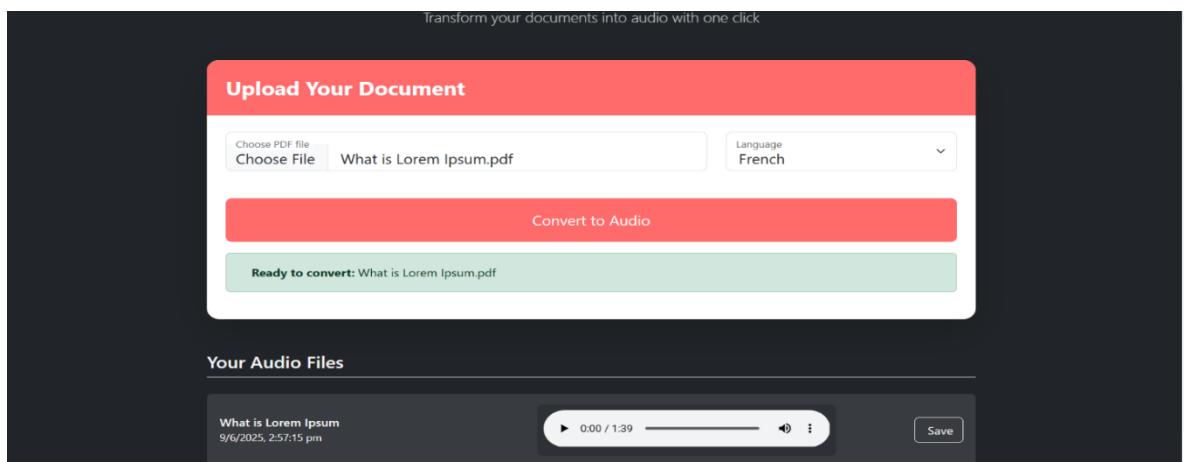 Transform your documents into audio with one click
Upload Your Document
Choose PDF file
Choose File What is Lorem Ipsum.pdf
Language
French
Convert to Audio
Ready to convert: What is Lorem Ipsum.pdf
Your Audio Files
What is Lorem Ipsum
9/6/2025, 2:57:15 pm
0:00 / 1:39
Save